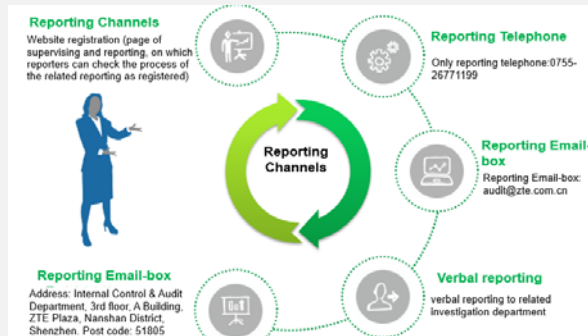 Reporting Channels
Website registration (page of
supervising and reporting, on which
reporters can check the process of
the related reporting as registered)
Reporting Telephone
Only reporting telephone:0755-
26771199
Reporting
Channels
Reporting Email-
box
Reporting Email-box:
audit@zte.com.cn
Reporting Email-box
Address: Internal Control & Audit
Department, 3rd floor, A Building,
ZTE Plaza, Nanshan District,
Shenzhen. Post code: 51805
Verbal reporting
verbal reporting to related
investigation department